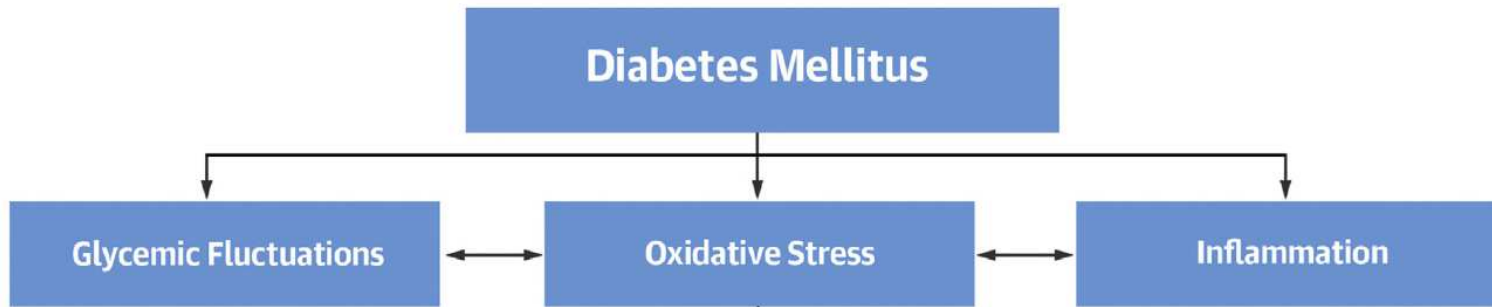 Diabetes Mellitus
Glycemic Fluctuations
Oxidative Stress
Inflammation